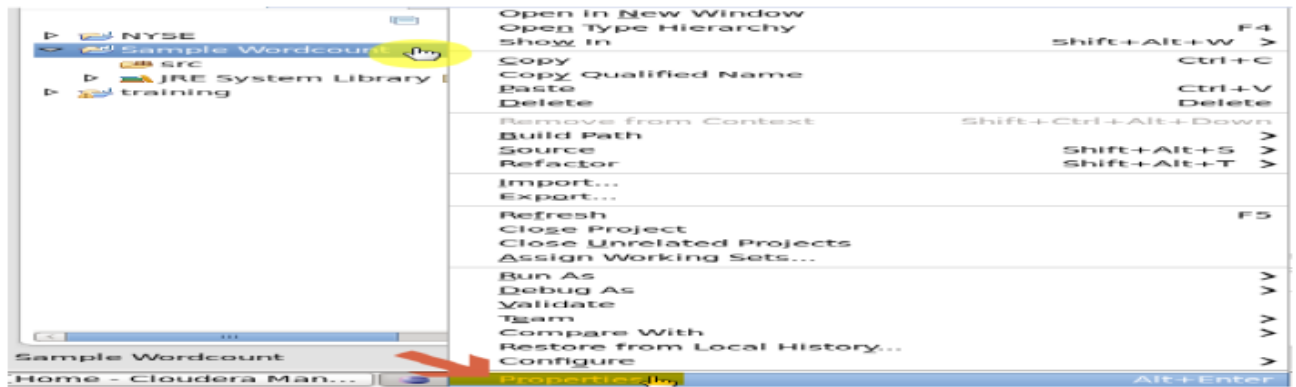 NYSE
Sample Wordcount
src
JRE System Library
training
Sample Wordcount
Home - Cloudera Man...
Open in New Window
Open Type Hierarchy F4
Show In Shift+Alt+W >
Copy Ctrl+C
Copy Qualified Name
Paste Ctrl+V
Delete Delete
Remove from Context Shift+Ctrl+Alt+Down
Build Path >
Source Shift+Alt+S >
Refactor Shift+Alt+T >
Import...
Export...
Refresh F5
Close Project
Close Unrelated Projects
Assign Working Sets...
Run As >
Debug As >
Validate
Team >
Compare With >
Restore from Local History...
Configure >
Properties Alt+Enter